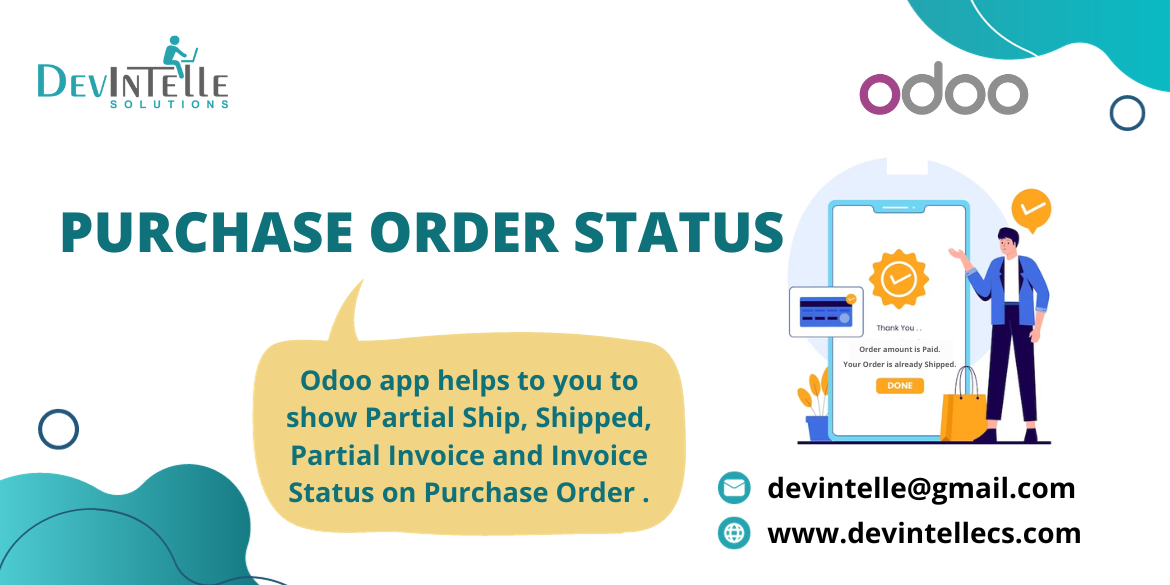 DEVINTELLE
SOLUTIONS
odoo
PURCHASE ORDER STATUS
Odoo app helps to you to
show Partial Ship, Shipped,
Partial Invoice and Invoice
Status on Purchase Order .
Thank You . .
Order amount is Paid.
Your Order is already Shipped.
DONE
devintelle@gmail.com
www.devintellecs.com